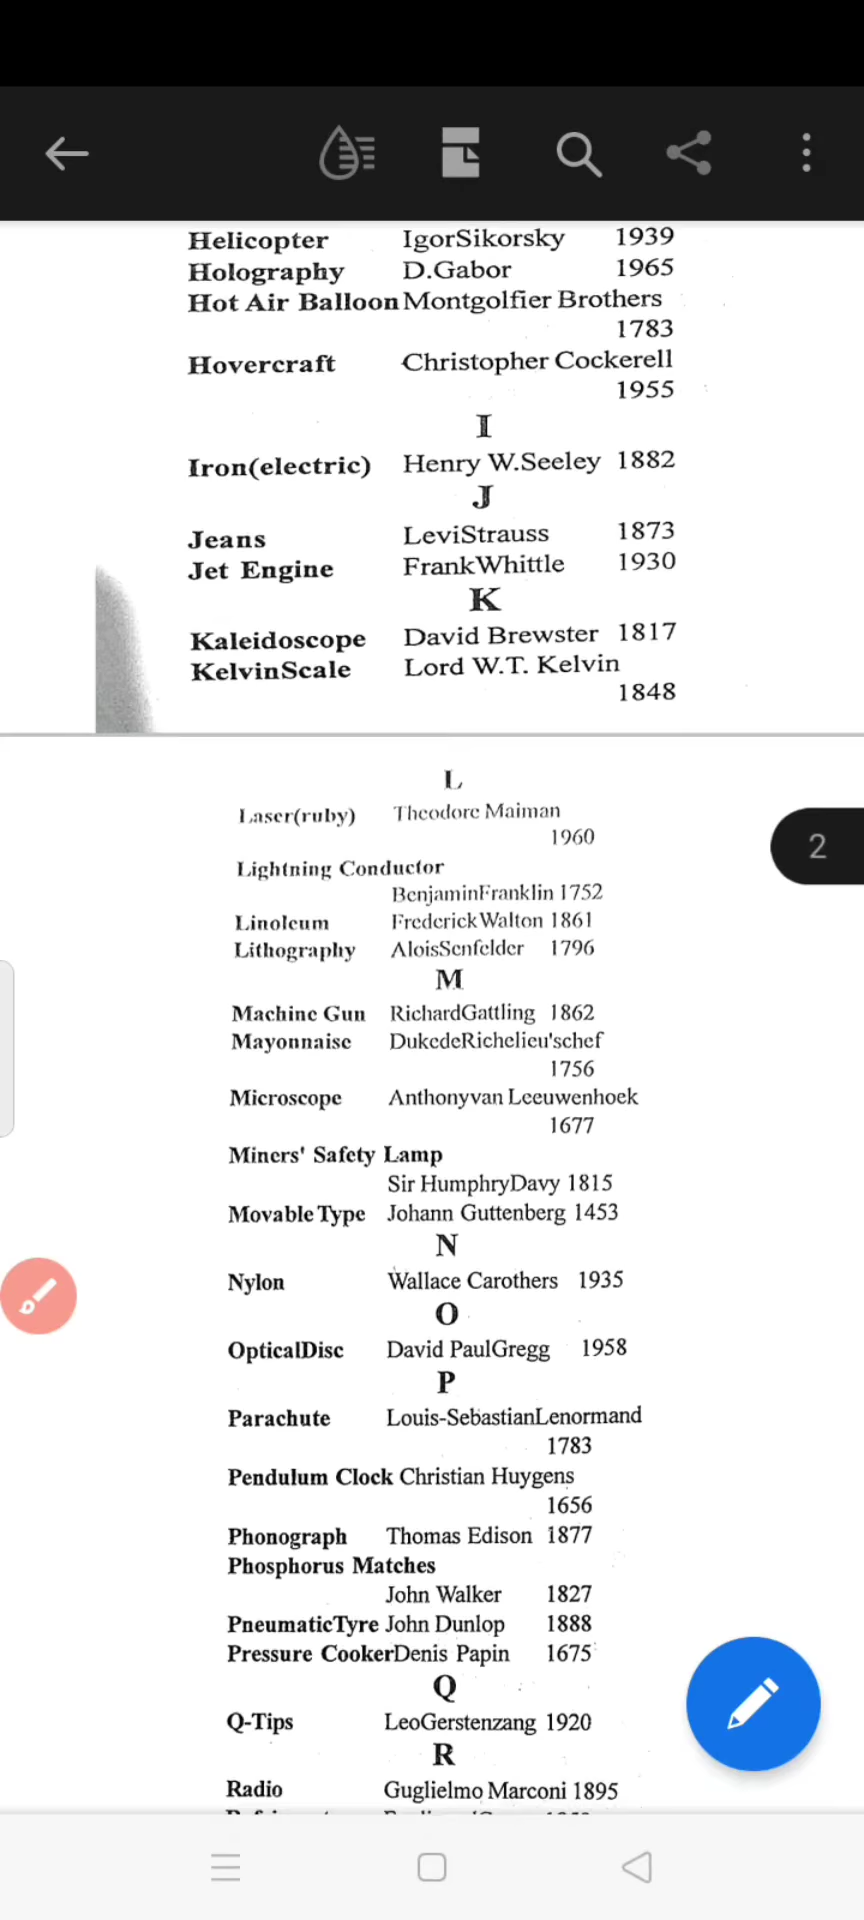 Helicopter IgorSikorsky 1939
Holography D.Gabor 1965
Hot Air Balloon Montgolfier Brothers
1783
Hovercraft Christopher Cockerell
1955
I
Iron(electric) Henry W.Seeley 1882
J
Jeans LeviStrauss 1873
Jet Engine FrankWhittle 1930
K
Kaleidoscope David Brewster 1817
KelvinScale Lord W.T. Kelvin
1848
L
Laser(ruby) Theodore Maiman
1960
2
Lightning Conductor
BenjaminFranklin 1752
Linoleum FrederickWalton 1861
Lithography AloisSenfelder 1796
M
Machine Gun RichardGattling 1862
Mayonnaise DukedeRichelieu'schef
1756
Microscope Anthonyvan Leeuwenhoek
1677
Miners' Safety Lamp
Sir HumphryDavy 1815
Movable Type Johann Guttenberg 1453
N
Nylon Wallace Carothers 1935
O
OpticalDisc David PaulGregg 1958
P
Parachute Louis-SebastianLenormand
1783
Pendulum Clock Christian Huygens
1656
Phonograph Thomas Edison 1877
Phosphorus Matches
John Walker 1827
PneumaticTyre John Dunlop 1888
Pressure CookerDenis Papin 1675
Q
Q-Tips LeoGerstenzang 1920
R
Radio Guglielmo Marconi 1895